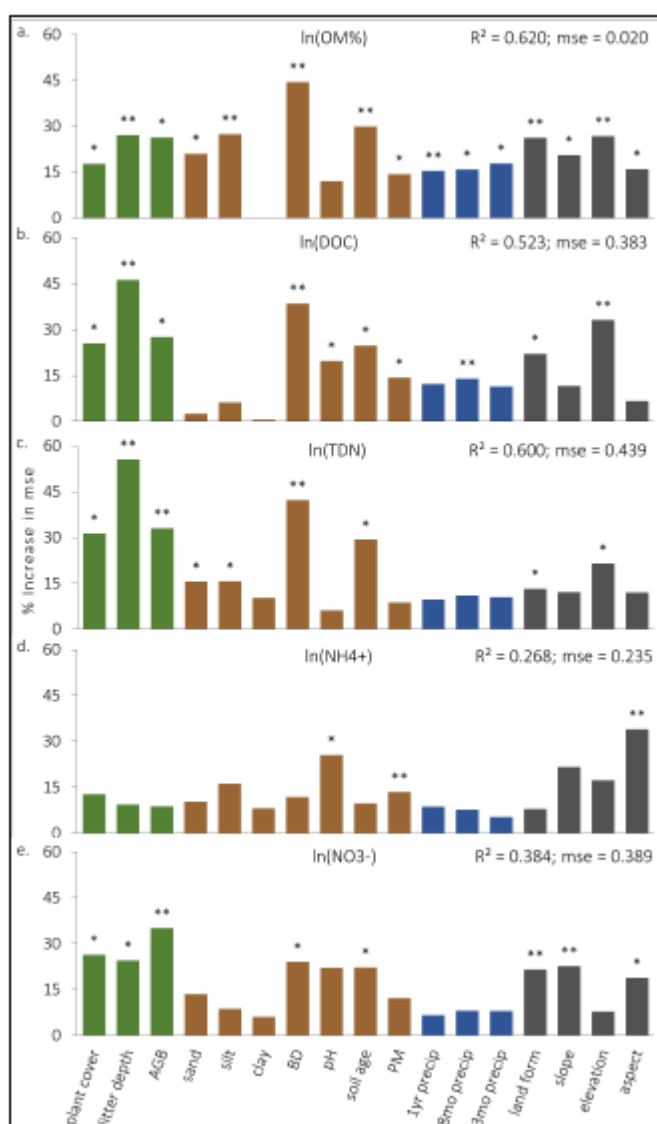 a.
ln(OM%)
R² = 0.620; mse = 0.020
60
45
30
15
0
* ** * * ** ** ** * ** * * ** * ** *
b.
ln(DOC)
R² = 0.523; mse = 0.383
60
45
30
15
0
* ** * ** * * * ** * **
c.
ln(TDN)
R² = 0.600; mse = 0.439
60
45
30
15
0
* ** ** * * ** * * *
% Increase in mse
d.
ln(NH4+)
R² = 0.268; mse = 0.235
60
45
30
15
0
* ** **
e.
ln(NO3-)
R² = 0.384; mse = 0.389
60
45
30
15
0
* * ** * * ** ** *
plant cover
litter depth
AGB
sand
silt
clay
BD
pH
soil age
PM
1yr precip
8mo precip
3mo precip
land form
slope
elevation
aspect